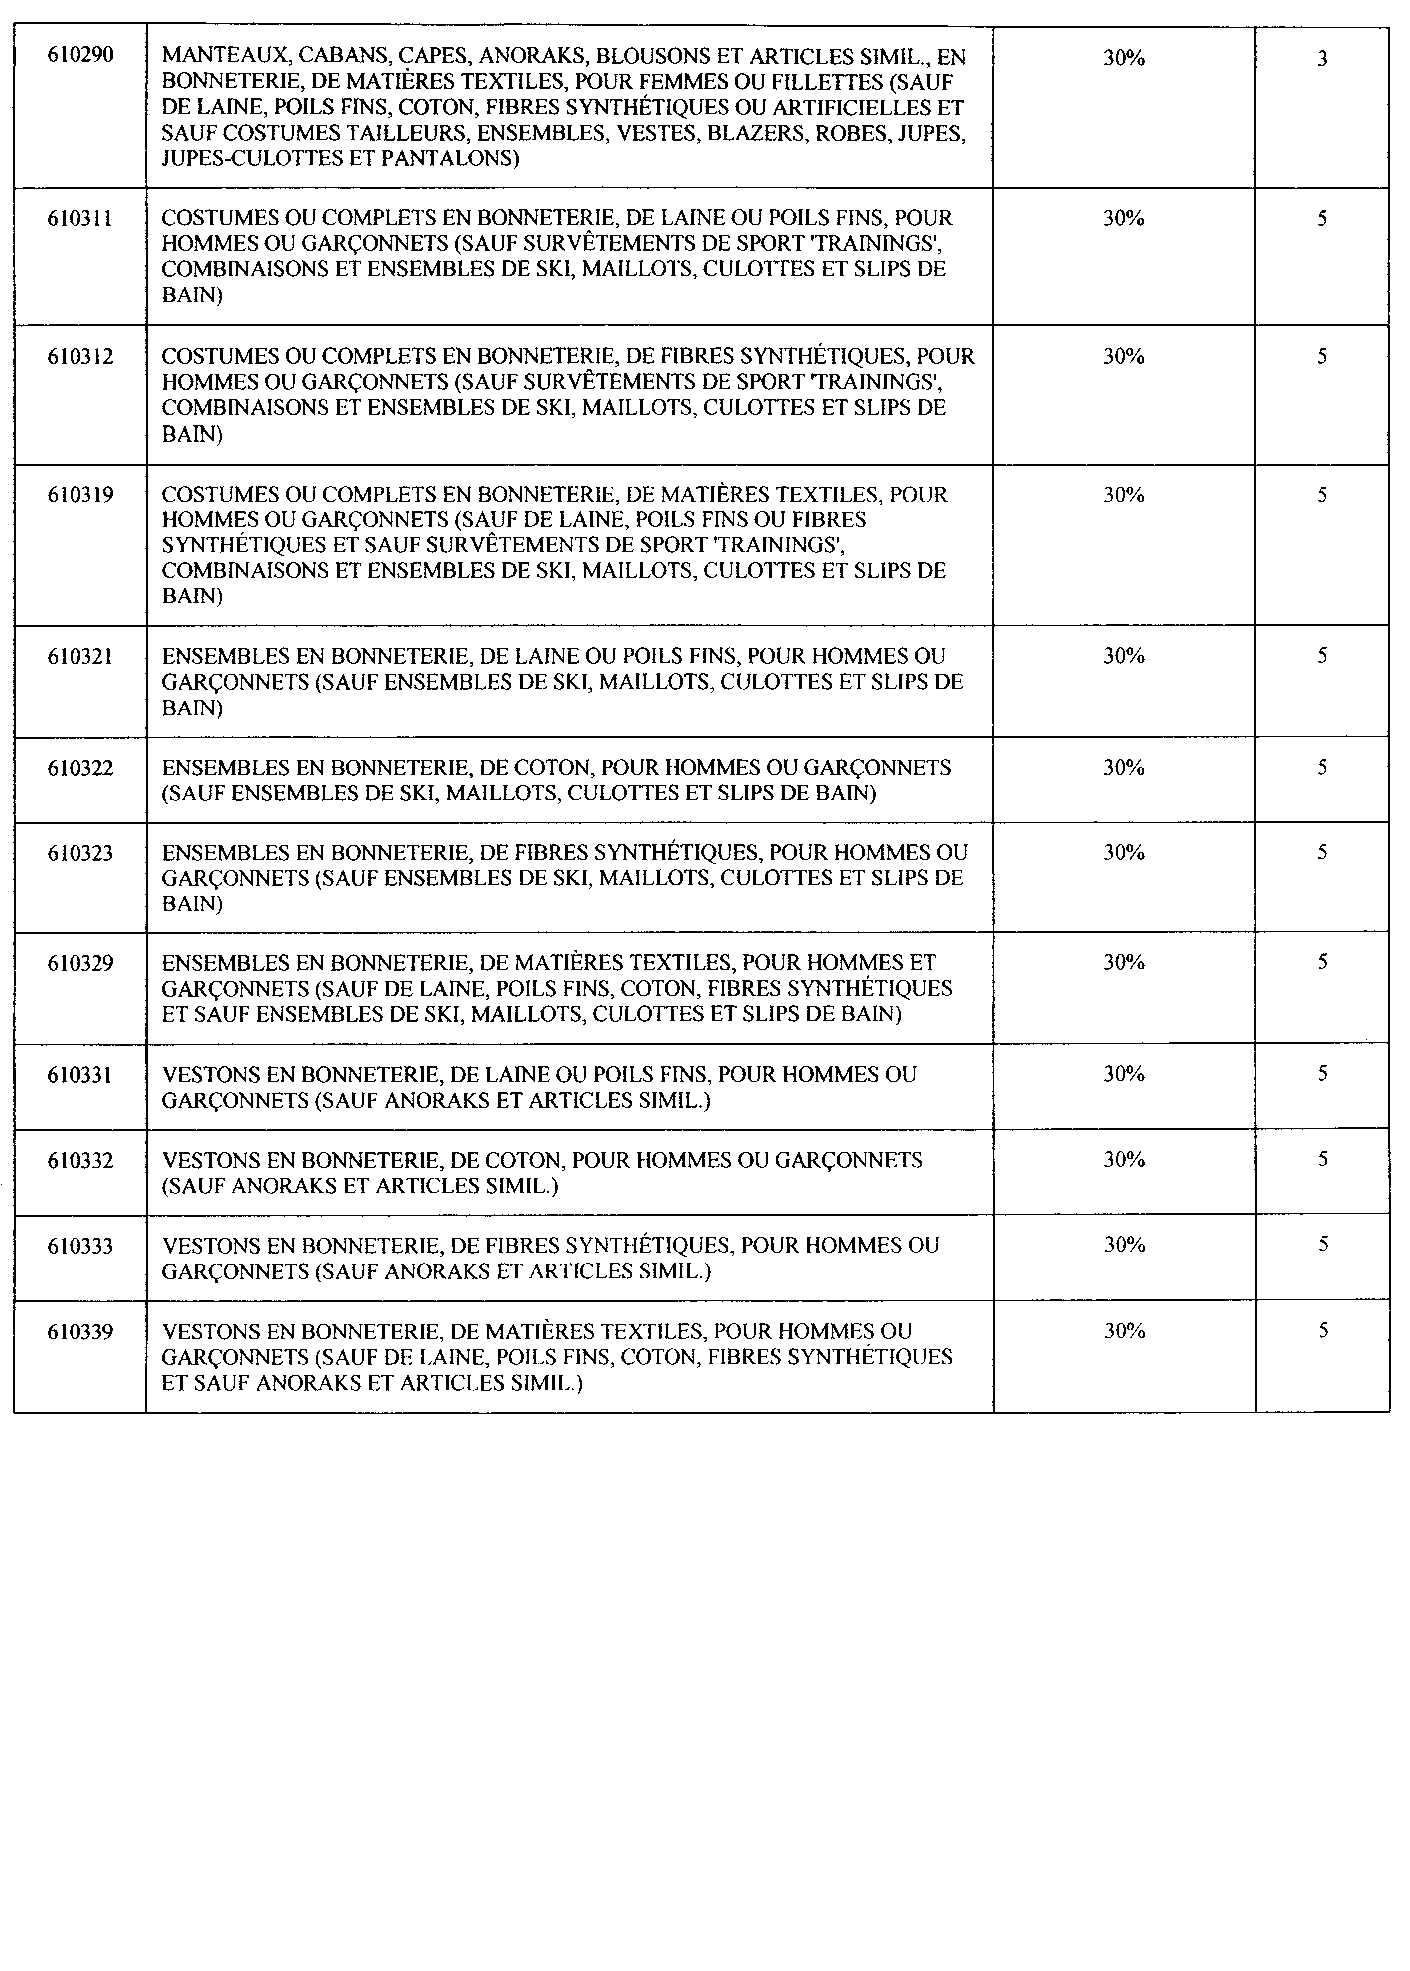 610290 MANTEAUX, CABANS, CAPES, ANORAKS, BLOUSONS ET ARTICLES SIMIL., EN 30% 3
BONNETERIE, DE MATIÈRES TEXTILES, POUR FEMMES OU FILLETTES (SAUF
DE LAINE, POILS FINS, COTON, FIBRES SYNTHÉTIQUES OU ARTIFICIELLES ET
SAUF COSTUMES TAILLEURS, ENSEMBLES, VESTES, BLAZERS, ROBES, JUPES,
JUPES-CULOTTES ET PANTALONS)
610311 COSTUMES OU COMPLETS EN BONNETERIE, DE LAINE OU POILS FINS, POUR 30% 5
HOMMES OU GARÇONNETS (SAUF SURVÊTEMENTS DE SPORT 'TRAININGS',
COMBINAISONS ET ENSEMBLES DE SKI, MAILLOTS, CULOTTES ET SLIPS DE
BAIN)
610312 COSTUMES OU COMPLETS EN BONNETERIE, DE FIBRES SYNTHÉTIQUES, POUR 30% 5
HOMMES OU GARÇONNETS (SAUF SURVÊTEMENTS DE SPORT 'TRAININGS',
COMBINAISONS ET ENSEMBLES DE SKI, MAILLOTS, CULOTTES ET SLIPS DE
BAIN)
610319 COSTUMES OU COMPLETS EN BONNETERIE, DE MATIÈRES TEXTILES, POUR 30% 5
HOMMES OU GARÇONNETS (SAUF DE LAINE, POILS FINS OU FIBRES
SYNTHÉTIQUES ET SAUF SURVÊTEMENTS DE SPORT 'TRAININGS',
COMBINAISONS ET ENSEMBLES DE SKI, MAILLOTS, CULOTTES ET SLIPS DE
BAIN)
610321 ENSEMBLES EN BONNETERIE, DE LAINE OU POILS FINS, POUR HOMMES OU 30% 5
GARÇONNETS (SAUF ENSEMBLES DE SKI, MAILLOTS, CULOTTES ET SLIPS DE
BAIN)
610322 ENSEMBLES EN BONNETERIE, DE COTON, POUR HOMMES OU GARÇONNETS 30% 5
(SAUF ENSEMBLES DE SKI, MAILLOTS, CULOTTES ET SLIPS DE BAIN)
610323 ENSEMBLES EN BONNETERIE, DE FIBRES SYNTHÉTIQUES, POUR HOMMES OU 30% 5
GARÇONNETS (SAUF ENSEMBLES DE SKI, MAILLOTS, CULOTTES ET SLIPS DE
BAIN)
610329 ENSEMBLES EN BONNETERIE, DE MATIÈRES TEXTILES, POUR HOMMES ET 30% 5
GARÇONNETS (SAUF DE LAINE, POILS FINS, COTON, FIBRES SYNTHÉTIQUES
ET SAUF ENSEMBLES DE SKI, MAILLOTS, CULOTTES ET SLIPS DE BAIN)
610331 VESTONS EN BONNETERIE, DE LAINE OU POILS FINS, POUR HOMMES OU 30% 5
GARÇONNETS (SAUF ANORAKS ET ARTICLES SIMIL.)
610332 VESTONS EN BONNETERIE, DE COTON, POUR HOMMES OU GARÇONNETS 30% 5
(SAUF ANORAKS ET ARTICLES SIMIL.)
610333 VESTONS EN BONNETERIE, DE FIBRES SYNTHÉTIQUES, POUR HOMMES OU 30% 5
GARÇONNETS (SAUF ANORAKS ET ARTICLES SIMIL.)
610339 VESTONS EN BONNETERIE, DE MATIÈRES TEXTILES, POUR HOMMES OU 30% 5
GARÇONNETS (SAUF DE LAINE, POILS FINS, COTON, FIBRES SYNTHÉTIQUES
ET SAUF ANORAKS ET ARTICLES SIMIL.)